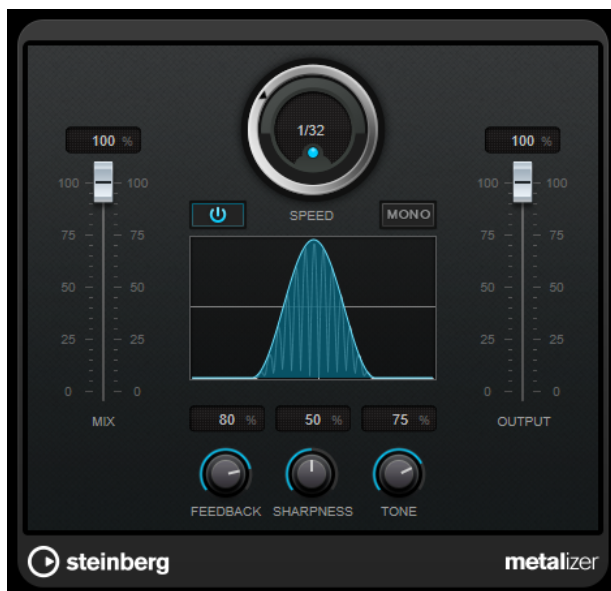 1/32
100 %
100 %
SPEED
MONO
100 100
75 75
50 50
25 25
0 0
MIX
100 100
75 75
50 50
25 25
0 0
OUTPUT
80 %
50 %
75 %
FEEDBACK
SHARPNESS
TONE
steinberg
metalizer